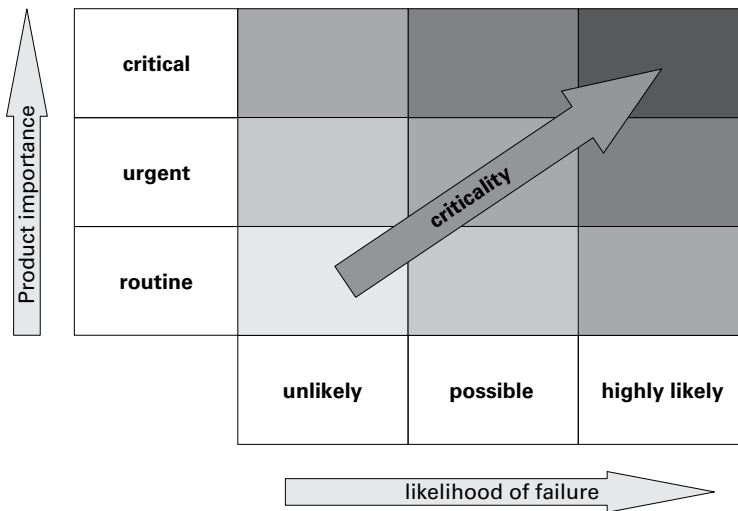 Product importance
critical
urgent
routine
criticality
unlikely
possible
highly likely
likelihood of failure